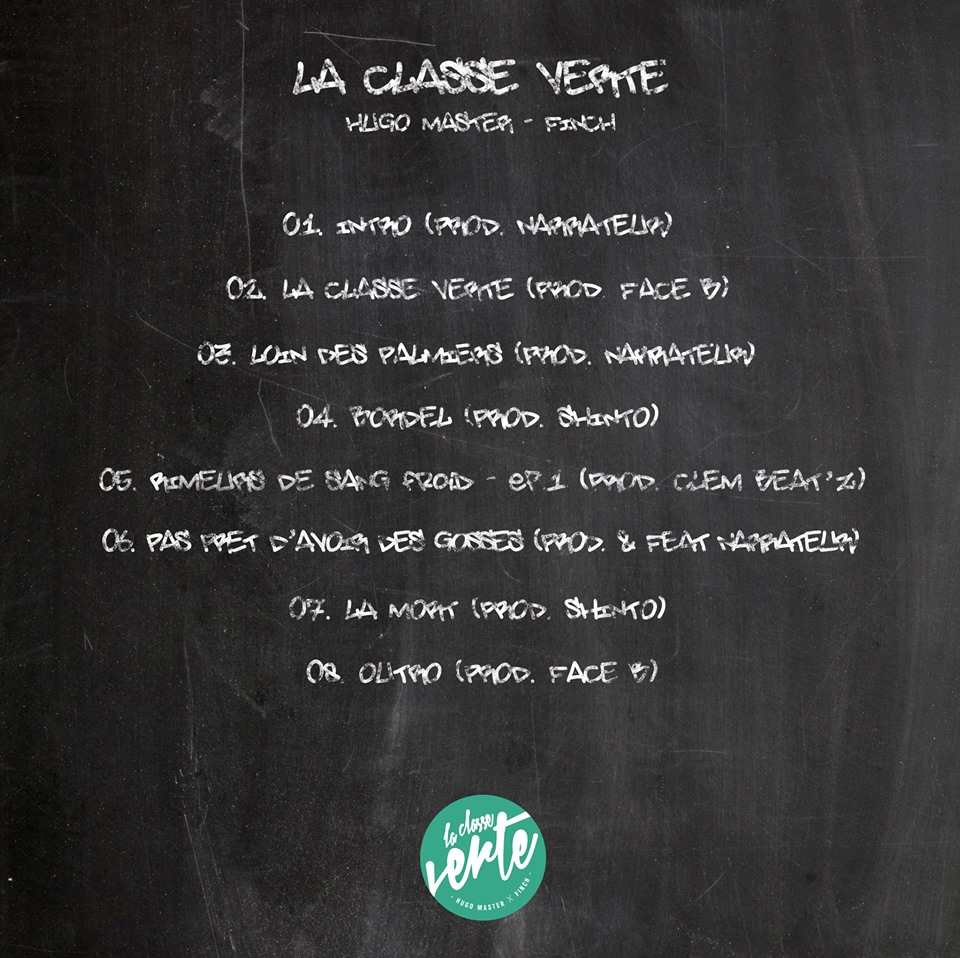 LA CLASSE VERTE
HUGO MASTER - FINCH
01. INTRO (PROD. NARRATEUR)
02. LA CLASSE VERTE (PROD. FACE B)
03. LOIN DES PALMIERS (PROD. NARRATEUR)
04. BORDEL (PROD. SHINTO)
05. RIMEURS DE SANG FROID - EP.1 (PROD. CLEM BEAT'Z)
06. PAS PRET D'AVOIR DES GOSSES (PROD. & FEAT NARRATEUR)
07. LA MORT (PROD. SHINTO)
08. OUTRO (PROD. FACE B)
la classe
verte
· HUGO MASTER X FINCH ·